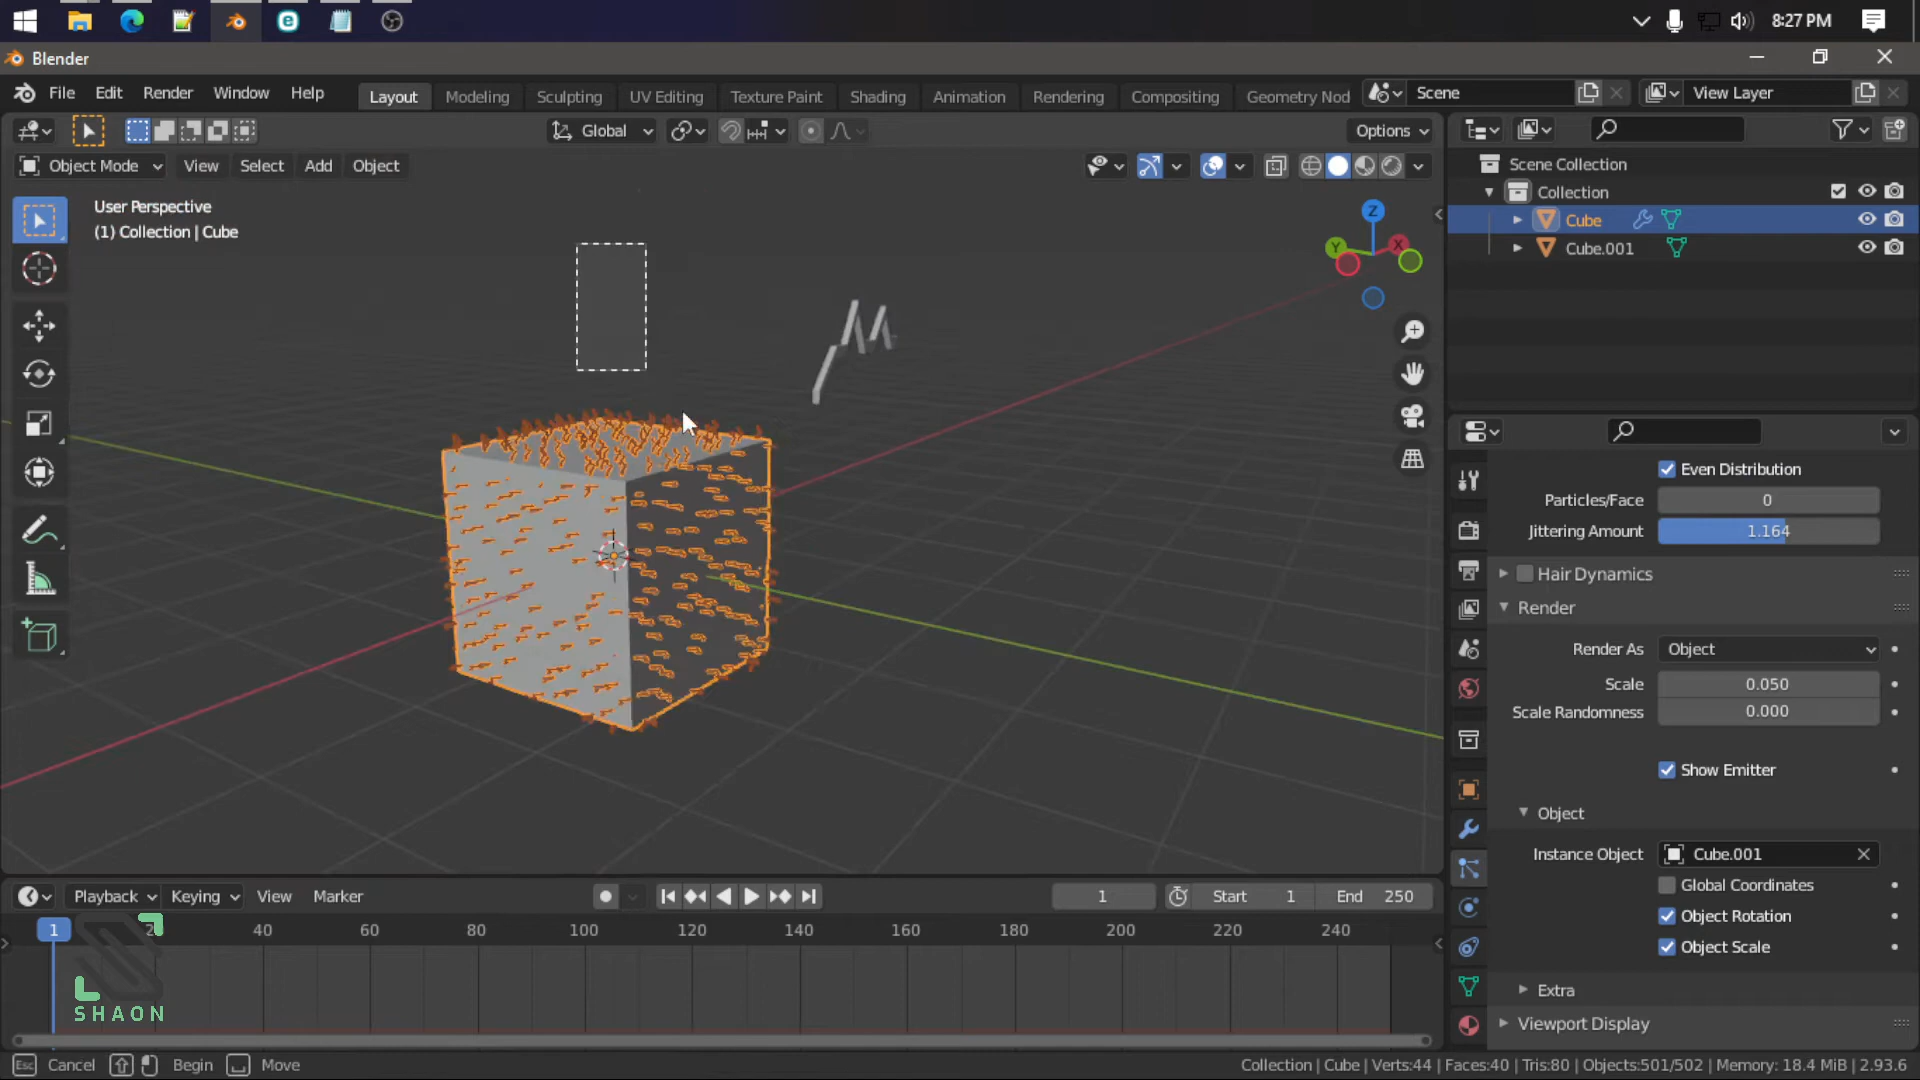 8:27 PM
Blender
File Edit Render Window Help Layout Modeling Sculpting UV Editing Texture Paint Shading Animation Rendering Compositing Geometry Nod Scene View Layer
Global Options
Object Mode View Select Add Object
User Perspective
(1) Collection | Cube
Z
Y
X
Scene Collection
Collection
Cube
Cube.001
Even Distribution
Particles/Face 0
Jittering Amount 1.164
Hair Dynamics
Render
Render As Object
Scale 0.050
Scale Randomness 0.000
Show Emitter
Object
Instance Object Cube.001
Global Coordinates
Object Rotation
Object Scale
Extra
Viewport Display
Playback Keying View Marker 1 Start 1 End 250
1 20 40 60 80 100 120 140 160 180 200 220 240
SHAON
Esc Cancel Begin Move Collection | Cube | Verts:44 | Faces:40 | Tris:80 | Objects:501/502 | Memory: 18.4 MiB | 2.93.6